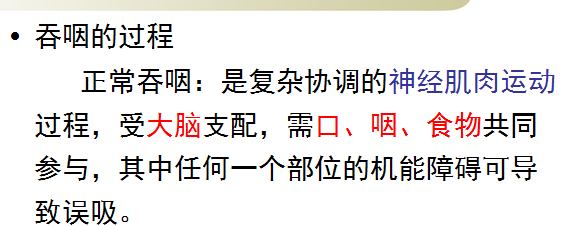 • 吞咽的过程
正常吞咽：是复杂协调的神经肌肉运动
过程，受大脑支配，需口、咽、食物共同
参与，其中任何一个部位的机能障碍可导
致误吸。